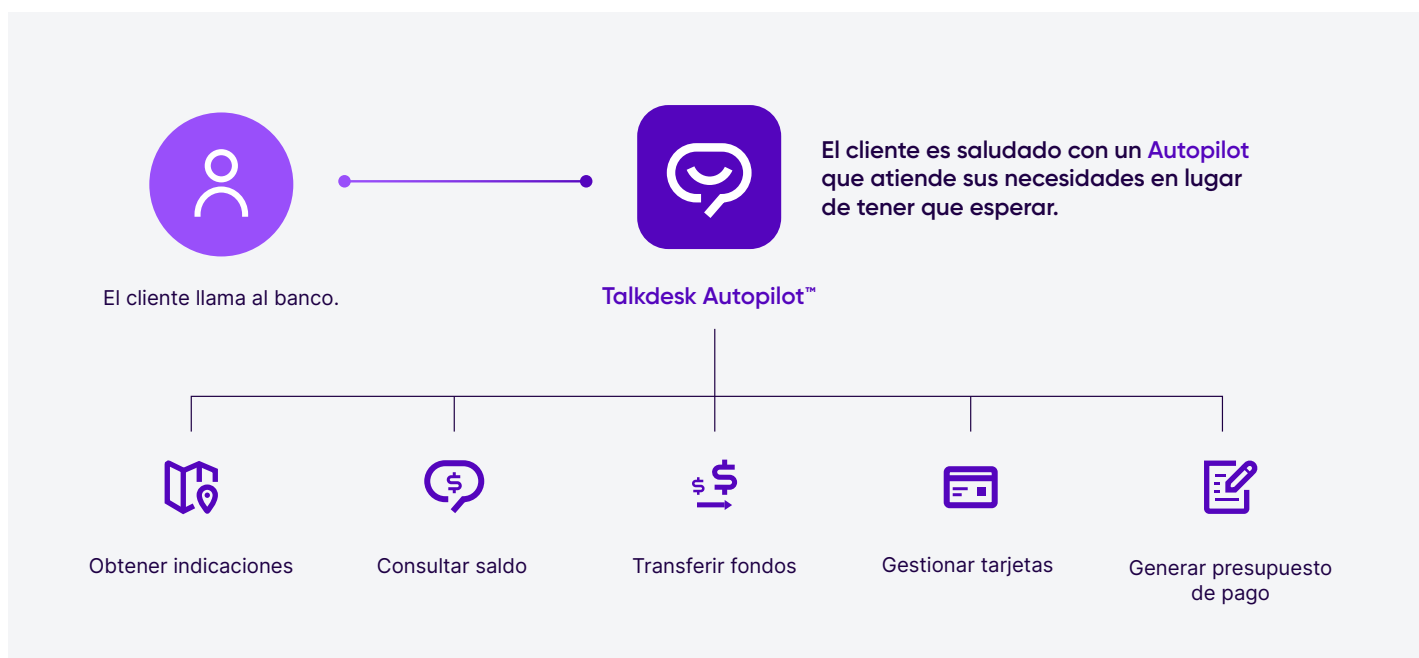 El cliente es saludado con un Autopilot
que atiende sus necesidades en lugar
de tener que esperar.
El cliente llama al banco.
Talkdesk Autopilot™
Obtener indicaciones
Consultar saldo
Transferir fondos
Gestionar tarjetas
Generar presupuesto
de pago